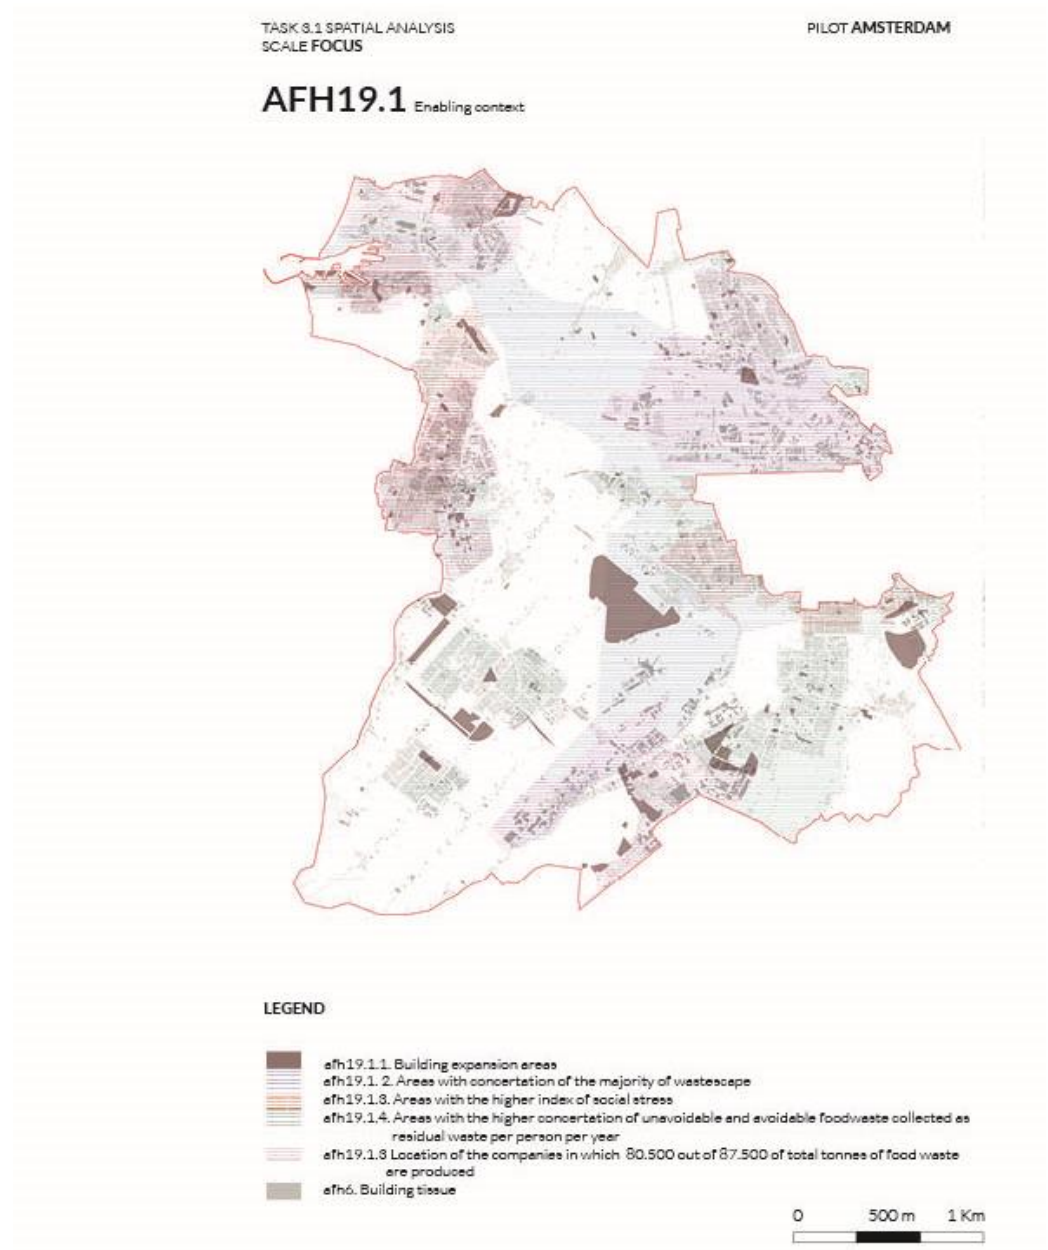 TASK 3.1 SPATIAL ANALYSIS
SCALE FOCUS
PILOT AMSTERDAM
AFH19.1 Enabling context
LEGEND
afh19.1.1. Building expansion areas
afh19.1. 2. Areas with concertation of the majority of wastescape
afh19.1.3. Areas with the higher index of social stress
afh19.1.4. Areas with the higher concertation of unavoidable and avoidable foodwaste collected as
residual waste per person per year
afh19.1.3 Location of the companies in which 80.500 out of 87.500 of total tonnes of food waste
are produced
afh6. Building tissue
0 500 m 1 Km